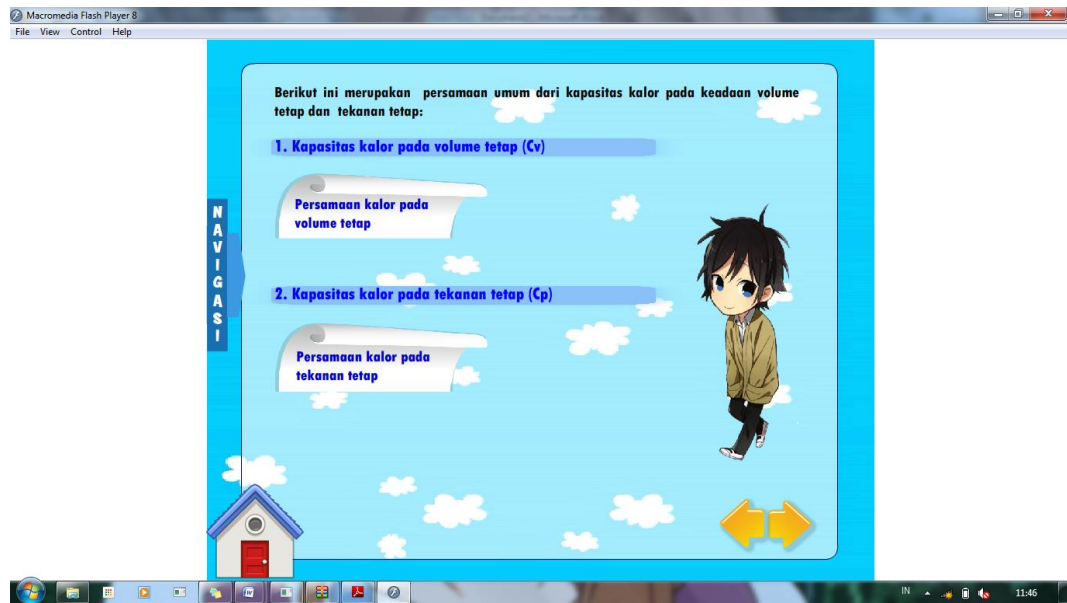 Macromedia Flash Player 8
File View Control Help
Berikut ini merupakan persamaan umum dari kapasitas kalor pada keadaan volume
tetap dan tekanan tetap:
1. Kapasitas kalor pada volume tetap (Cv)
Persamaan kalor pada
volume tetap
NAVIGASI
2. Kapasitas kalor pada tekanan tetap (Cp)
Persamaan kalor pada
tekanan tetap
IN
11:46